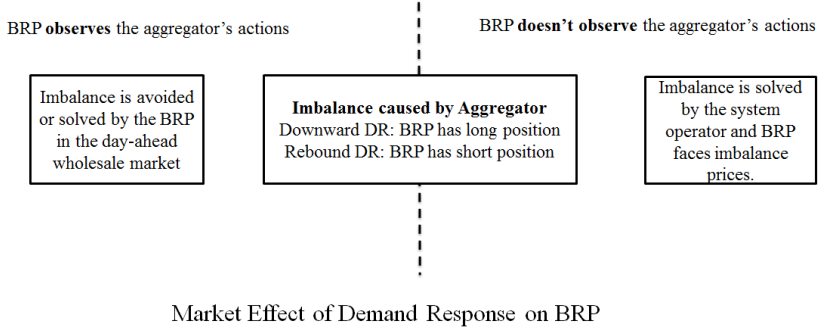 BRP observes the aggregator's actions
BRP doesn't observe the aggregator's actions
Imbalance is avoided
or solved by the BRP
in the day-ahead
wholesale market
Imbalance caused by Aggregator
Downward DR: BRP has long position
Rebound DR: BRP has short position
Imbalance is solved
by the system
operator and BRP
faces imbalance
prices.
Market Effect of Demand Response on BRP